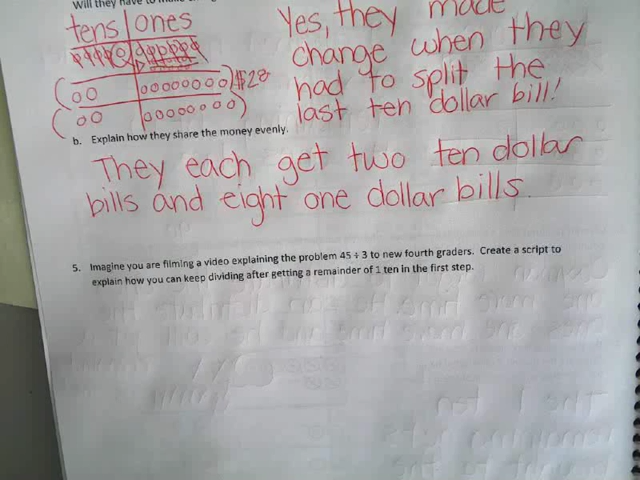 Will they have to make
tens ones
$28
Yes, they made
change when they
had to split the
last ten dollar bill!
b. Explain how they share the money evenly.
They each get two ten dollar
bills and eight one dollar bills.
5. Imagine you are filming a video explaining the problem 45 ÷ 3 to new fourth graders. Create a script to
explain how you can keep dividing after getting a remainder of 1 ten in the first step.